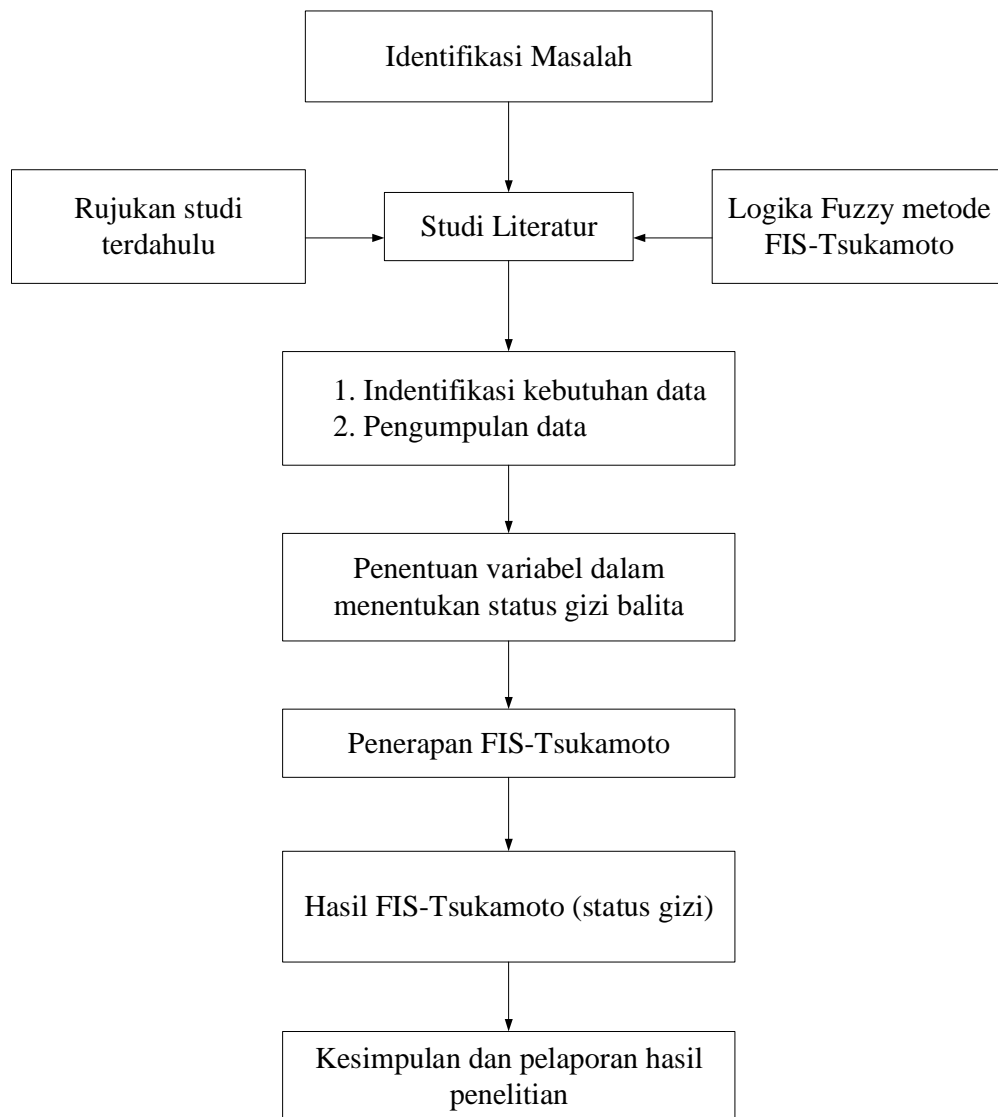 Identifikasi Masalah
Rujukan studi
terdahulu
Studi Literatur
Logika Fuzzy metode
FIS-Tsukamoto
1. Indentifikasi kebutuhan data
2. Pengumpulan data
Penentuan variabel dalam
menentukan status gizi balita
Penerapan FIS-Tsukamoto
Hasil FIS-Tsukamoto (status gizi)
Kesimpulan dan pelaporan hasil
penelitian